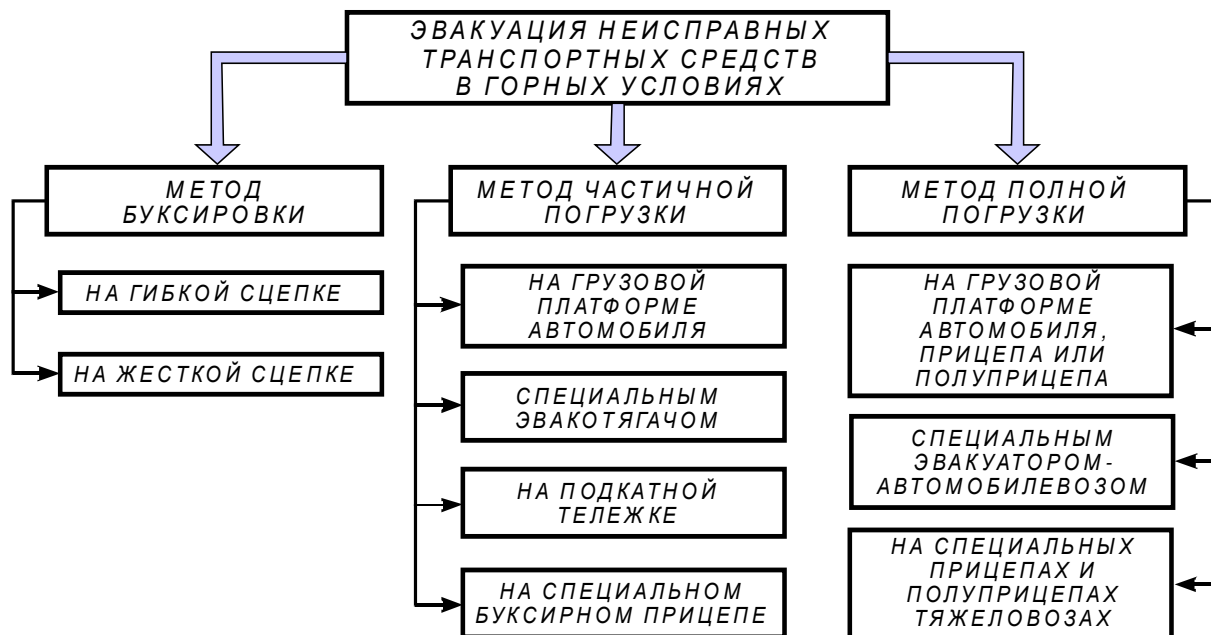 ЭВАКУАЦИЯ НЕИСПРАВНЫХ
ТРАНСПОРТНЫХ СРЕДСТВ
В ГОРНЫХ УСЛОВИЯХ
МЕТОД
БУКСИРОВКИ
НА ГИБКОЙ СЦЕПКЕ
НА ЖЕСТКОЙ СЦЕПКЕ
МЕТОД ЧАСТИЧНОЙ
ПОГРУЗКИ
НА ГРУЗОВОЙ
ПЛАТФОРМЕ
АВТОМОБИЛЯ
СПЕЦИАЛЬНЫМ
ЭВАКОТЯГАЧОМ
НА ПОДКАТНОЙ
ТЕЛЕЖКЕ
НА СПЕЦИАЛЬНОМ
БУКСИРНОМ ПРИЦЕПЕ
МЕТОД ПОЛНОЙ
ПОГРУЗКИ
НА ГРУЗОВОЙ
ПЛАТФОРМЕ
АВТОМОБИЛЯ,
ПРИЦЕПА ИЛИ
ПОЛУПРИЦЕПА
СПЕЦИАЛЬНЫМ
ЭВАКУАТОРОМ-
АВТОМОБИЛЕВОЗОМ
НА СПЕЦИАЛЬНЫХ
ПРИЦЕПАХ И
ПОЛУПРИЦЕПАХ
ТЯЖЕЛОВОЗАХ